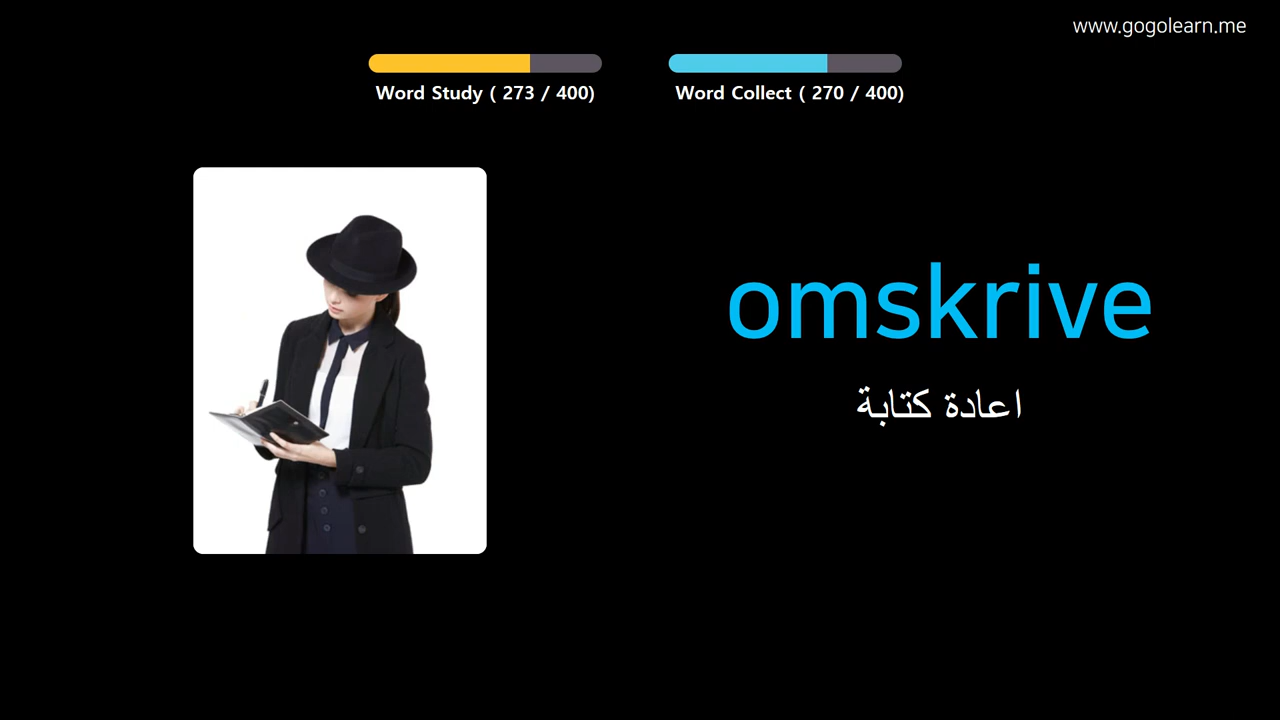 www.gogolearn.me
Word Study ( 273 / 400)
Word Collect ( 270 / 400)
omskrive
اعادة كتابة